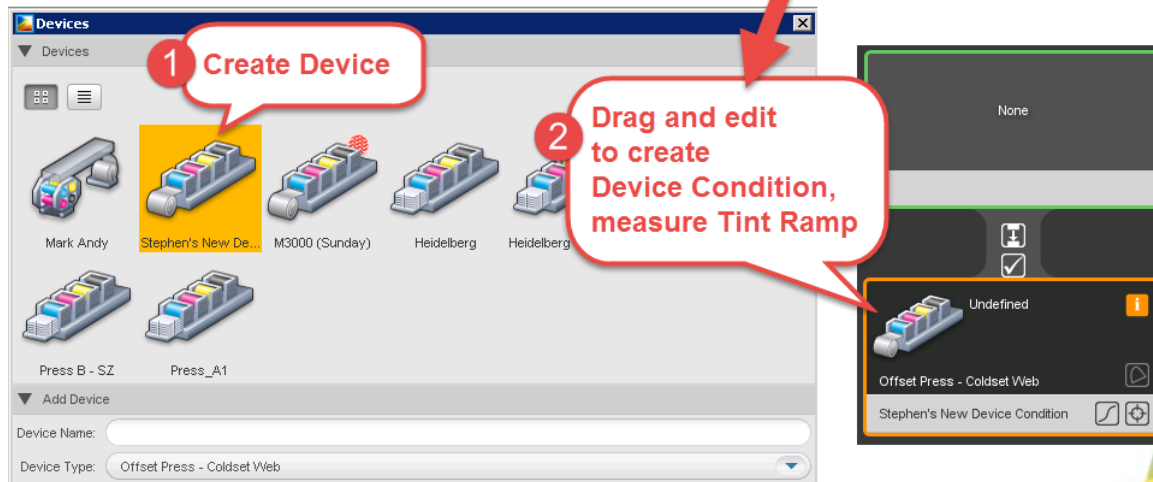 Devices
Devices
1
Create Device
2
Drag and edit
to create
Device Condition,
measure Tint Ramp
Mark Andy
Stephen's New De...
M3000 (Sunday)
Heidelberg
Heidelberg
Press B - SZ
Press_A1
Add Device
Device Name:
Device Type:
Offset Press - Coldset Web
None
Undefined
i
Offset Press - Coldset Web
Stephen's New Device Condition